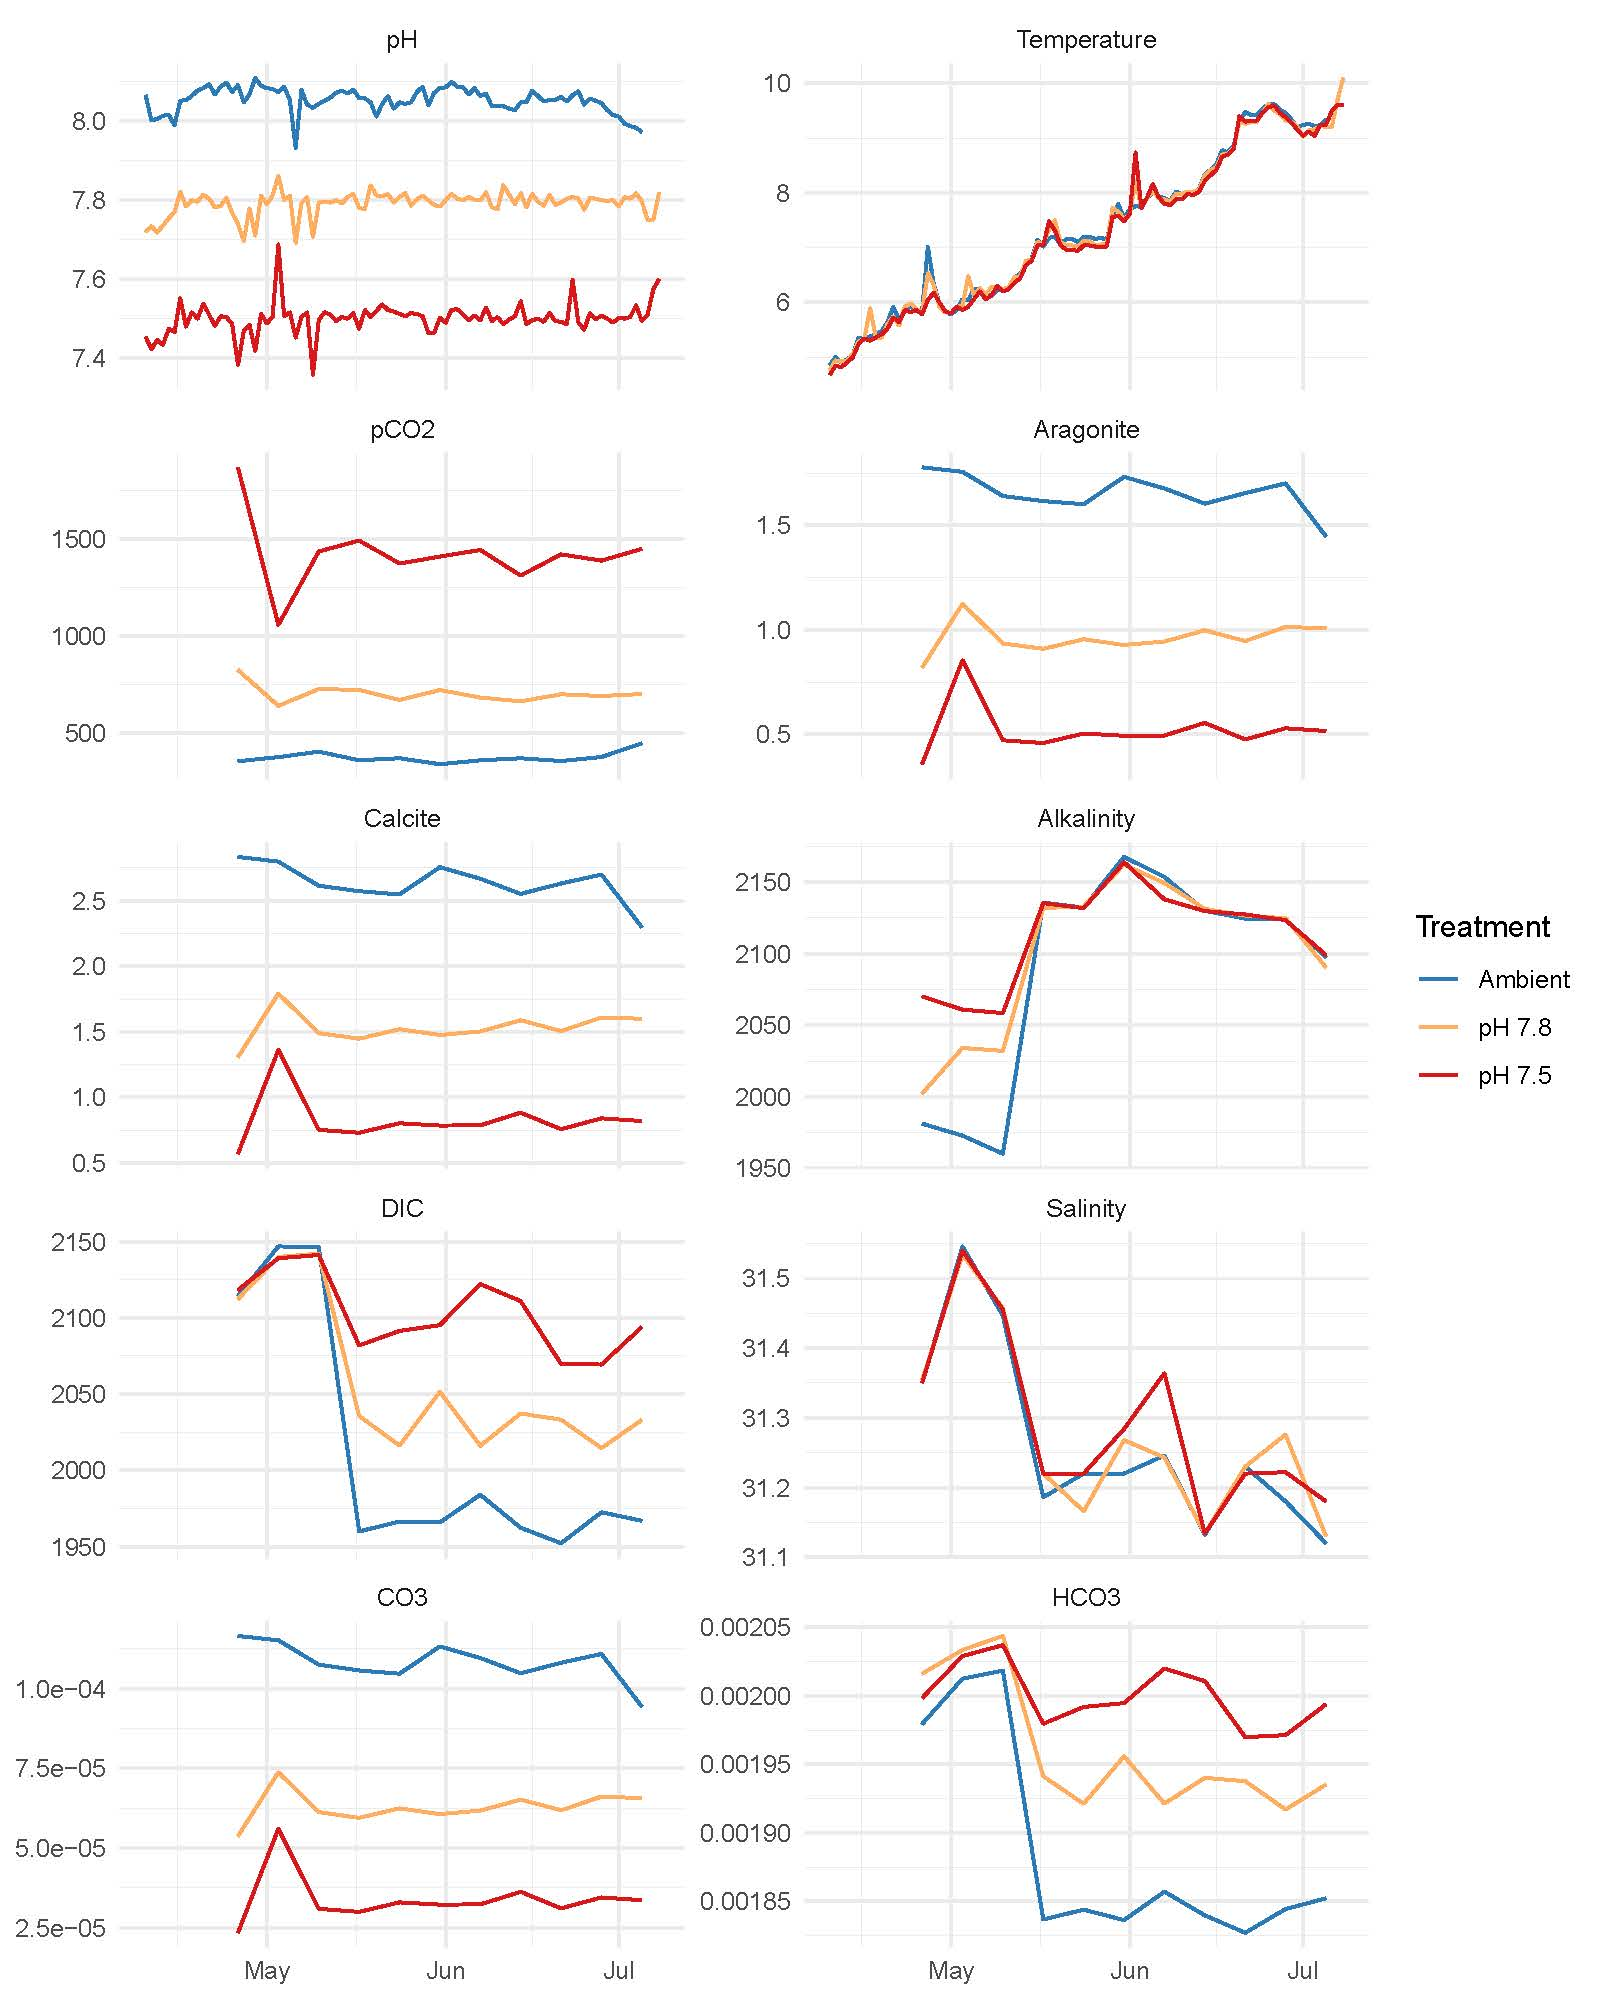 pH
8.0
7.8
7.6
7.4
Temperature
10
8
6
pCO2
1500
1000
500
Aragonite
1.5
1.0
0.5
Calcite
2.5
2.0
1.5
1.0
0.5
Alkalinity
2150
2100
2050
2000
1950
Treatment
Ambient
pH 7.8
pH 7.5
DIC
2150
2100
2050
2000
1950
Salinity
31.5
31.4
31.3
31.2
31.1
CO3
1.0e−04
7.5e−05
5.0e−05
2.5e−05
May Jun Jul
HCO3
0.00205
0.00200
0.00195
0.00190
0.00185
May Jun Jul